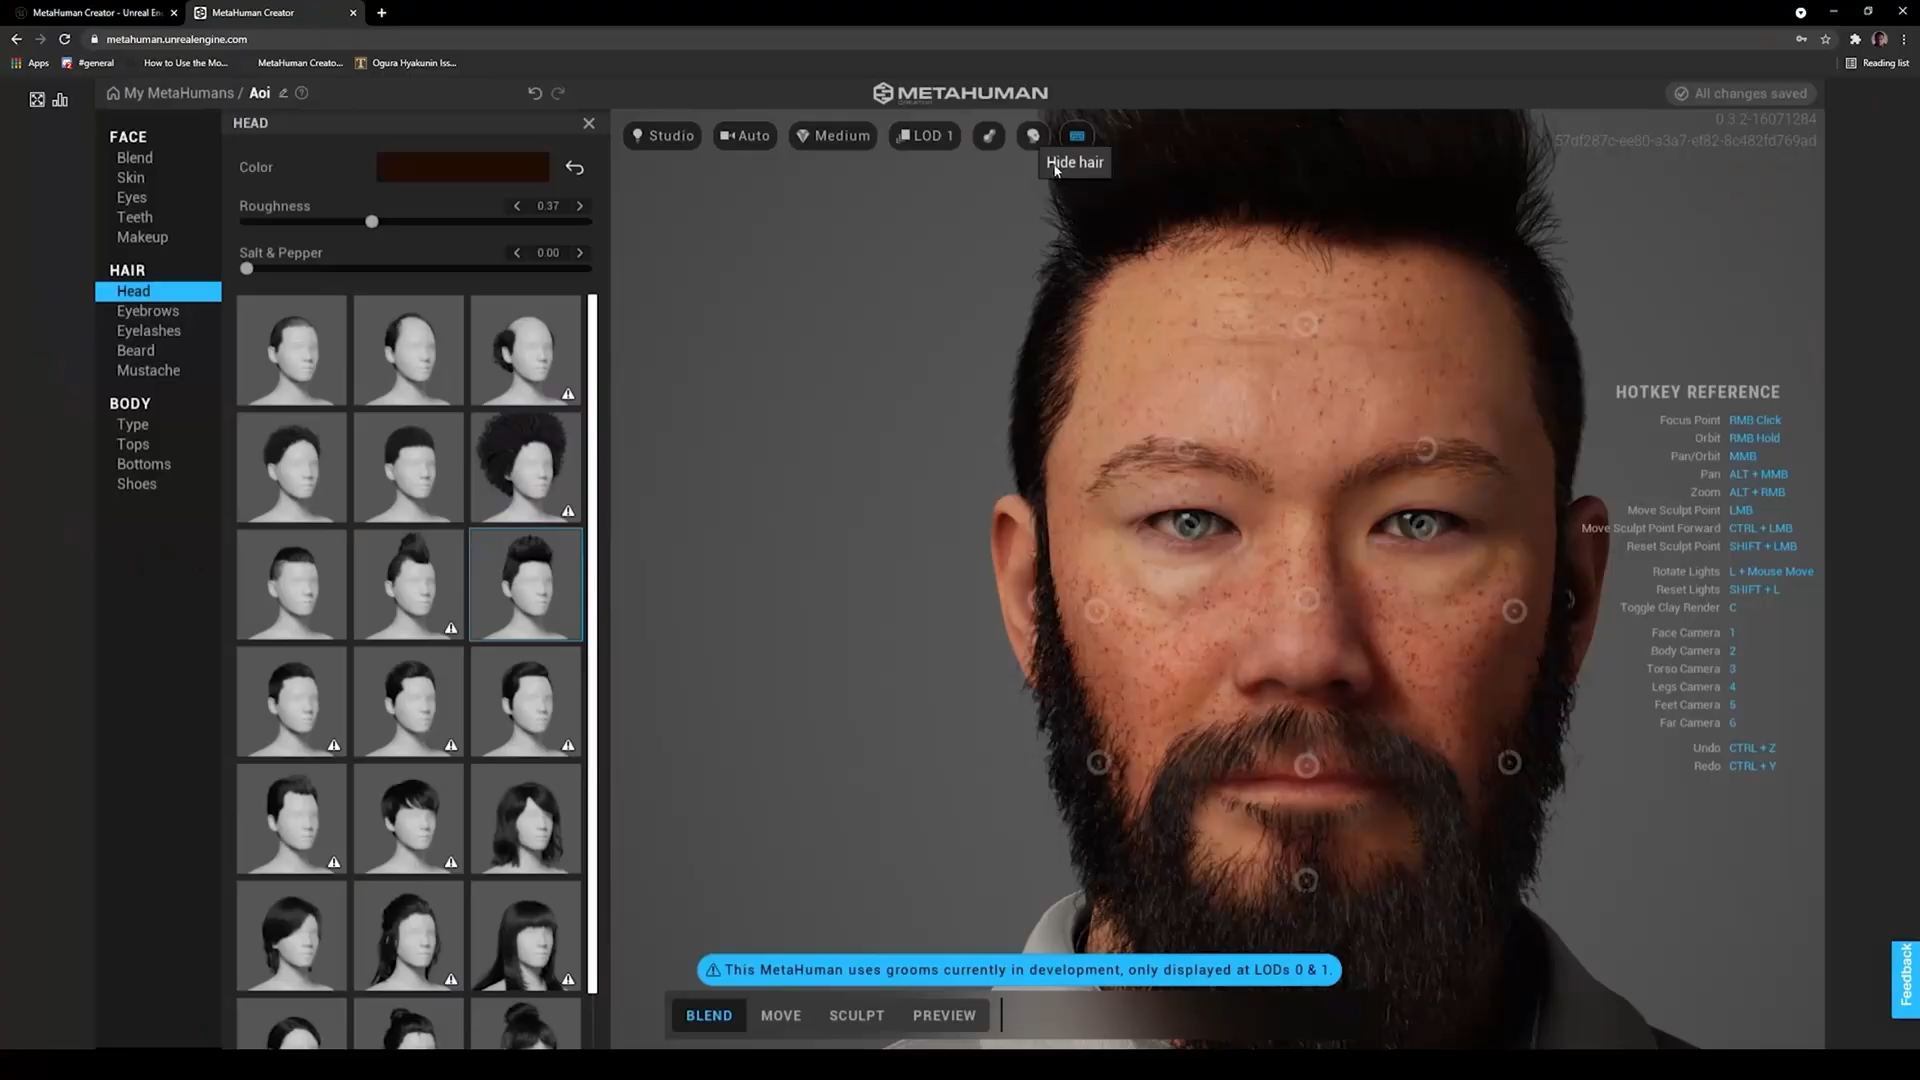 MetaHuman Creator - Unreal En
MetaHuman Creator
metahuman.unrealengine.com
Apps
#general
How to Use the Mo...
MetaHuman Creato...
Ogura Hyakunin Iss...
Reading list
My MetaHumans / Aoi
METAHUMAN
CREATOR
All changes saved
0.3.2-16071284
57df287c-ee80-a3a7-ef82-8c482fd769ad
FACE
Blend
Skin
Eyes
Teeth
Makeup
HAIR
Head
Eyebrows
Eyelashes
Beard
Mustache
BODY
Type
Tops
Bottoms
Shoes
HEAD
Color
Roughness
0.37
Salt & Pepper
0.00
Studio
Auto
Medium
LOD 1
Hide hair
HOTKEY REFERENCE
Focus Point RMB Click
Orbit RMB Hold
Pan/Orbit MMB
Pan ALT + MMB
Zoom ALT + RMB
Move Sculpt Point LMB
Move Sculpt Point Forward CTRL + LMB
Reset Sculpt Point SHIFT + LMB
Rotate Lights L + Mouse Move
Reset Lights SHIFT + L
Toggle Clay Render C
Face Camera 1
Body Camera 2
Torso Camera 3
Legs Camera 4
Feet Camera 5
Far Camera 6
Undo CTRL + Z
Redo CTRL + Y
This MetaHuman uses grooms currently in development, only displayed at LODs 0 & 1.
BLEND
MOVE
SCULPT
PREVIEW
Feedback